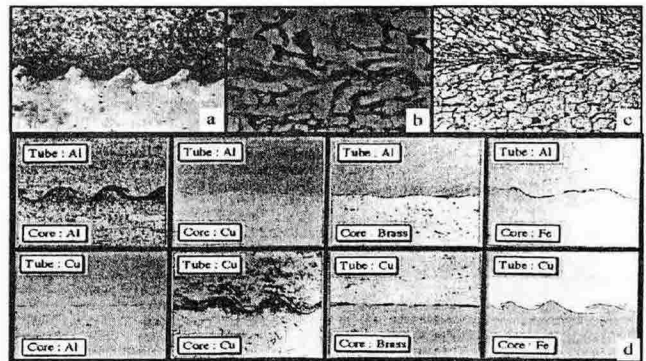 a b c
Tube : Al Tube : Cu Tube : Al Tube : Al
Core : Al Core : Cu Core : Brass Core : Fe
Tube : Cu Tube : Cu Tube : Cu Tube : Cu
Core : Al Core : Cu Core : Brass Core : Fe d